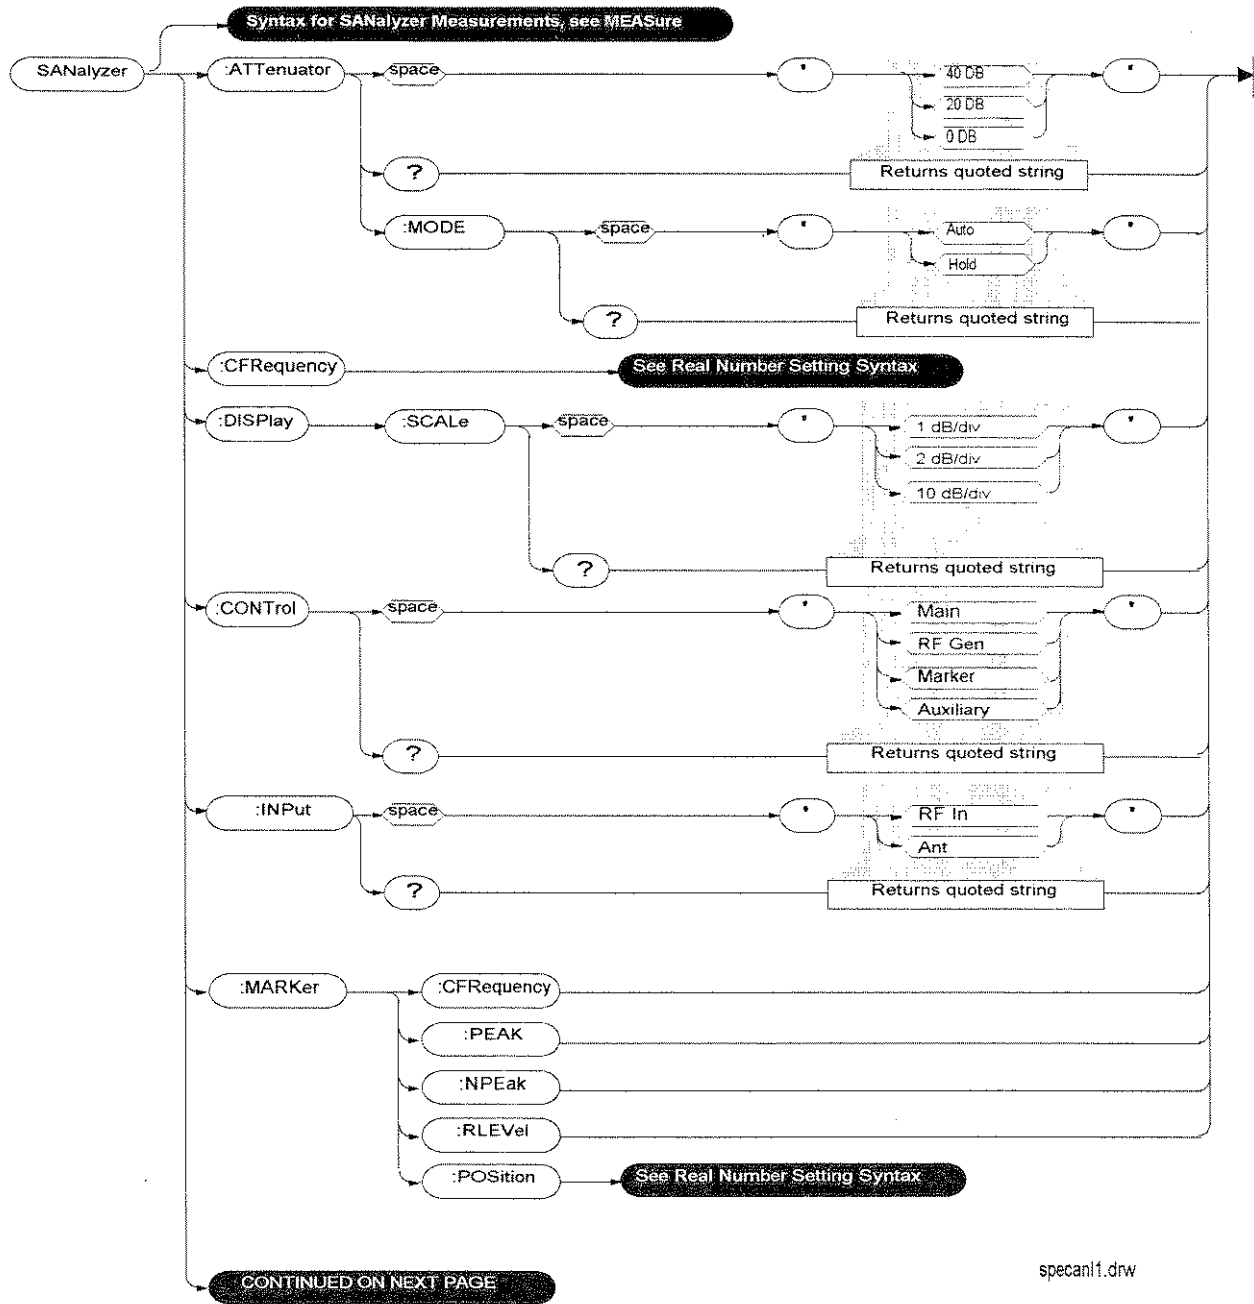 Syntax for SANalyzer Measurements, see MEASure
SANalyzer
:ATTenuator
space
"
40 DB
"
20 DB
0 DB
?
Returns quoted string
:MODE
space
"
Auto
"
Hold
?
Returns quoted string
:CFRequency
See Real Number Setting Syntax
:DISPlay
:SCALe
space
"
1 dB/div
"
2 dB/div
10 dB/div
?
Returns quoted string
:CONTrol
space
"
Main
"
RF Gen
Marker
Auxiliary
?
Returns quoted string
:INPut
space
"
RF In
"
Ant
?
Returns quoted string
:MARKer
:CFRequency
:PEAK
:NPEak
:RLEVel
:POSition
See Real Number Setting Syntax
CONTINUED ON NEXT PAGE
specanl1.drw